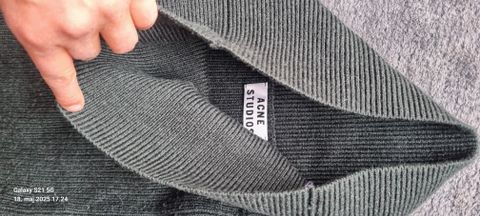 ACNE
STUDIOS
Galaxy S21 5G
18. maj 2025 17.24